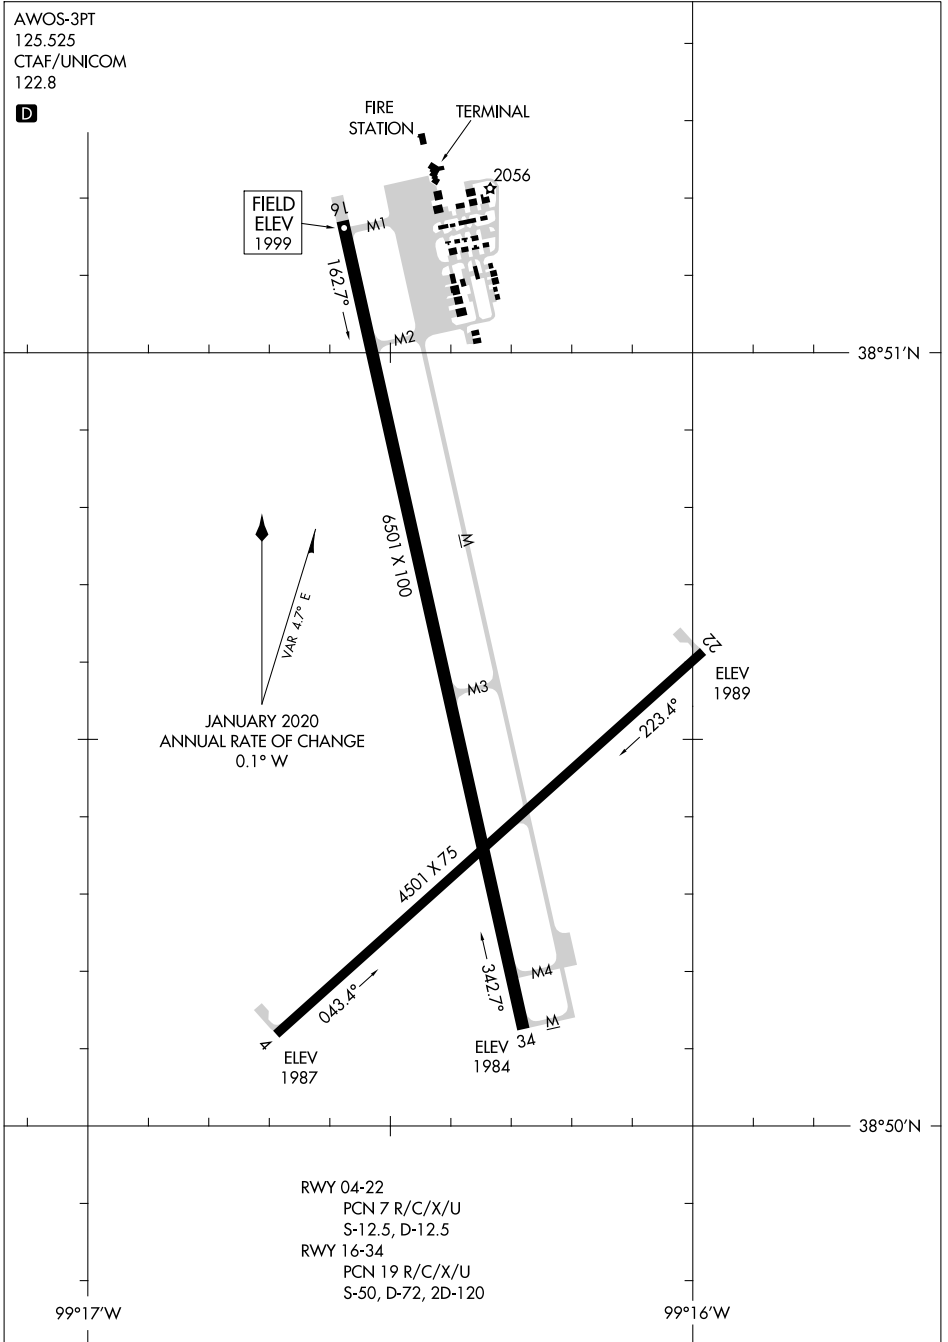 AWOS-3PT
125.525
CTAF/UNICOM
122.8
D
FIRE
STATION
TERMINAL
2056
FIELD
ELEV
1999
16
M1
162.7°
M2
38°51'N
6501 X 100
M
VAR 4.7° E
JANUARY 2020
ANNUAL RATE OF CHANGE
0.1° W
22
ELEV
1989
M3
223.4°
4501 X 75
043.4°
342.7°
M4
M
4
ELEV
1987
ELEV
1984
34
38°50'N
RWY 04-22
PCN 7 R/C/X/U
S-12.5, D-12.5
RWY 16-34
PCN 19 R/C/X/U
S-50, D-72, 2D-120
99°17'W
99°16'W